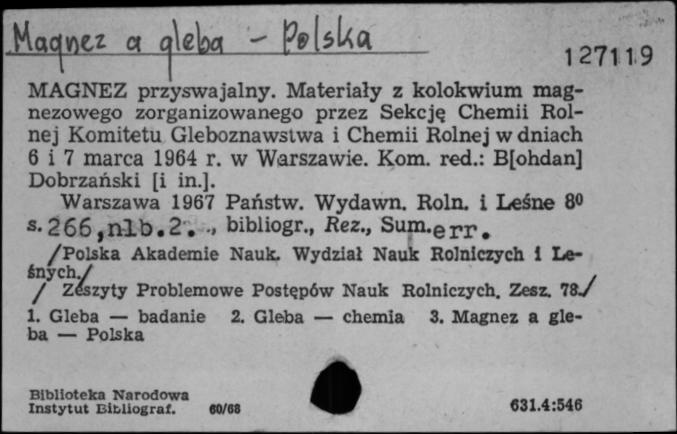 Magnez a gleba - Polska
127119
MAGNEZ przyswajalny. Materiały z kolokwium mag-
nezowego zorganizowanego przez Sekcję Chemii Rol-
nej Komitetu Gleboznawstwa i Chemii Rolnej w dniach
6 i 7 marca 1964 r. w Warszawie. Kom. red.: B[ohdan]
Dobrzański [i in.].
Warszawa 1967 Państw. Wydawn. Roln. i Leśne 8⁰
s. 266,nlb.2. ., bibliogr., Rez., Sum. err.
/Polska Akademie Nauk. Wydział Nauk Rolniczych i Le-
śnych./
/ Zeszyty Problemowe Postępów Nauk Rolniczych. Zesz. 78./
1. Gleba — badanie 2. Gleba — chemia 3. Magnez a gle-
ba — Polska
Biblioteka Narodowa
Instytut Bibliograf. 60/68
631.4:546